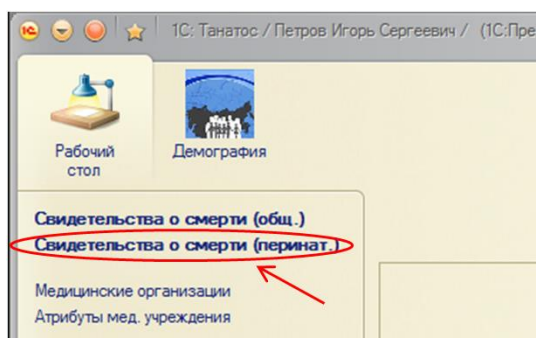 1С: Танатос / Петров Игорь Сергеевич / (1С:Пре
Рабочий
стол
Демография
Свидетельства о смерти (общ.)
Свидетельства о смерти (перинат.)
Медицинские организации
Атрибуты мед. учреждения